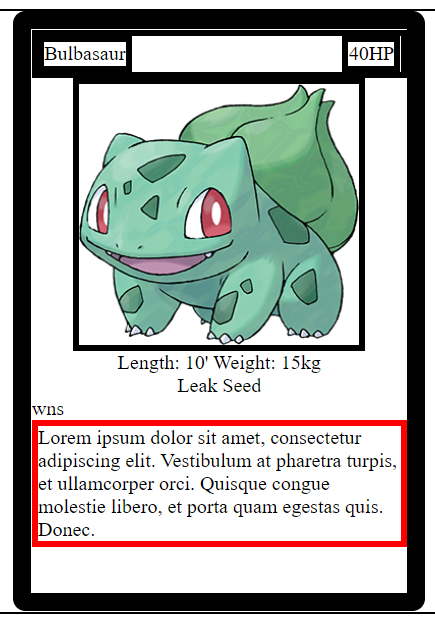 Bulbasaur 40HP
Length: 10' Weight: 15kg
Leak Seed
wns
Lorem ipsum dolor sit amet, consectetur
adipiscing elit. Vestibulum at pharetra turpis,
et ullamcorper orci. Quisque congue
molestie libero, et porta quam egestas quis.
Donec.